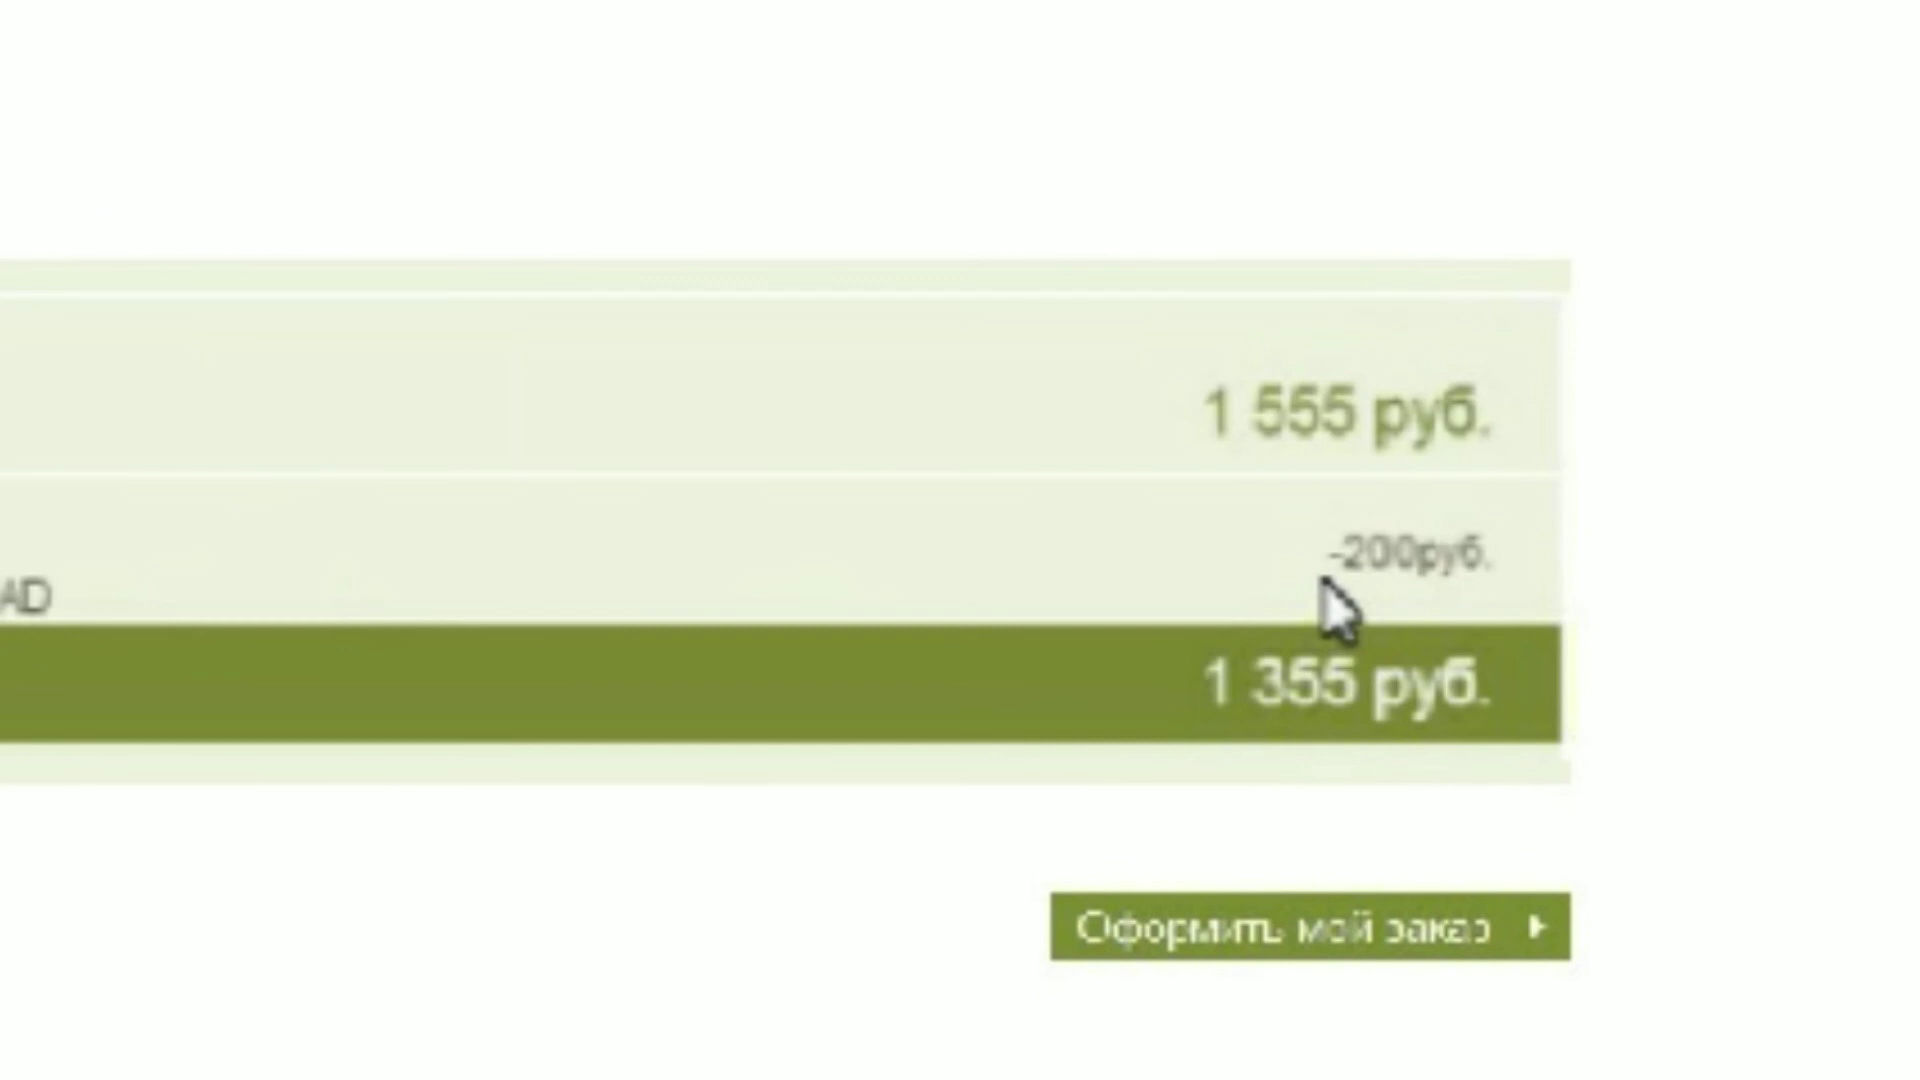 1 555 руб.
-200руб.
AD
1 355 руб.
Оформить мой заказ